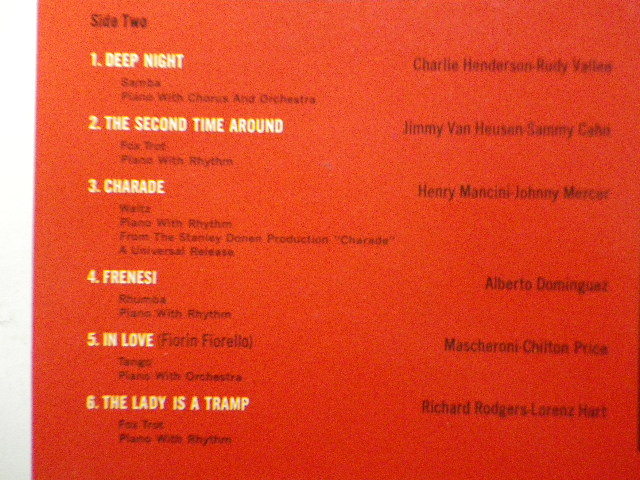 Side Two
1. DEEP NIGHT Charlie Henderson-Rudy Vallee
Samba
Piano With Chorus And Orchestra
2. THE SECOND TIME AROUND Jimmy Van Heusen-Sammy Cahn
Fox Trot
Piano With Rhythm
3. CHARADE Henry Mancini-Johnny Mercer
Waltz
Piano With Rhythm
From The Stanley Donen Production "Charade"
A Universal Release
4. FRENESI Alberto Dominguez
Rhumba
Piano With Rhythm
5. IN LOVE (Fiorin Fiorello) Mascheroni-Chilton Price
Tango
Piano With Orchestra
6. THE LADY IS A TRAMP Richard Rodgers-Lorenz Hart
Fox Trot
Piano With Rhythm